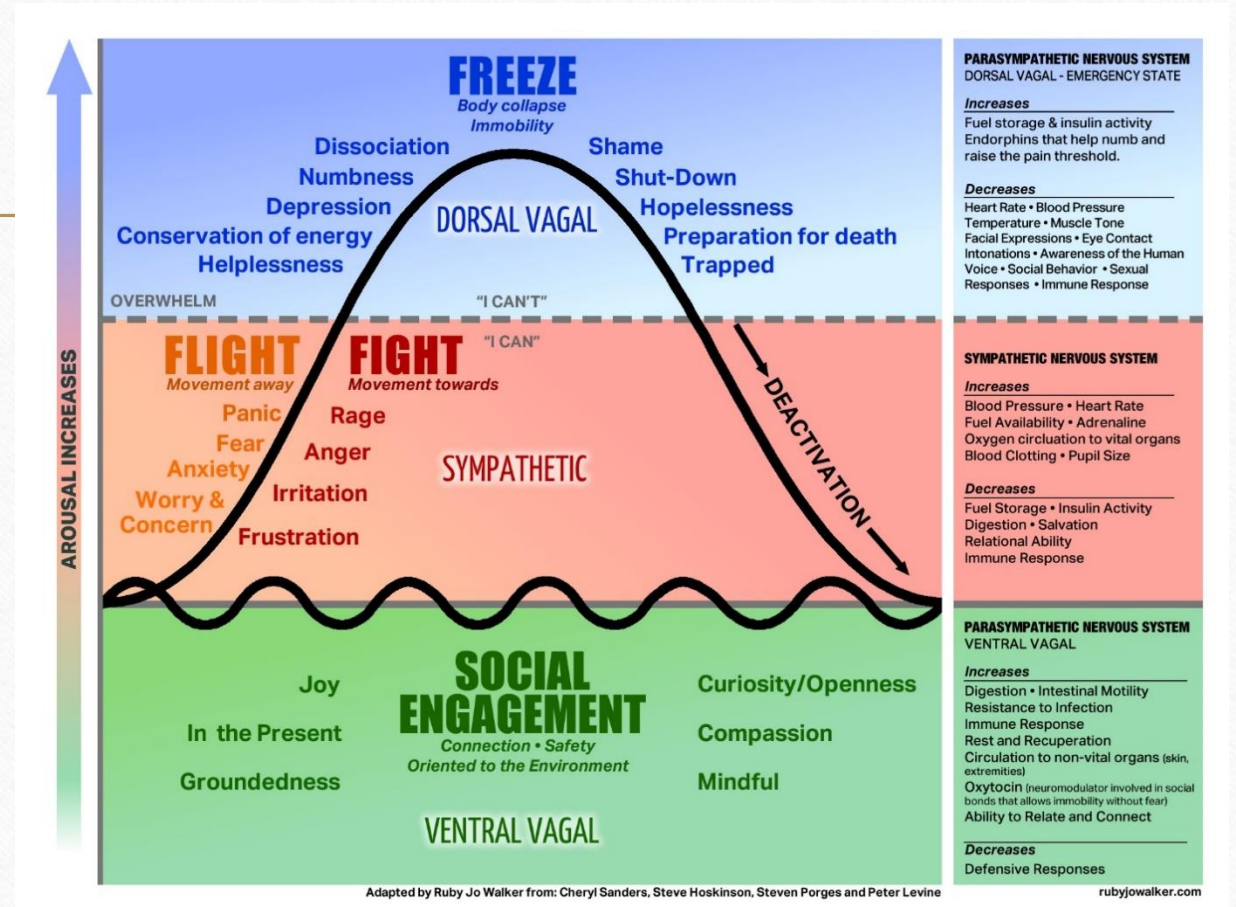 FREEZE
Body collapse
Immobility
Dissociation
Numbness
Depression
Conservation of energy
Helplessness
Shame
Shut-Down
Hopelessness
Preparation for death
Trapped
DORSAL VAGAL
OVERWHELM
"I CAN'T"
"I CAN"
FLIGHT
Movement away
Panic
Fear
Anxiety
Worry &
Concern
FIGHT
Movement towards
Rage
Anger
Irritation
Frustration
SYMPATHETIC
DEACTIVATION
AROUSAL INCREASES
SOCIAL
ENGAGEMENT
Connection • Safety
Oriented to the Environment
Joy
In the Present
Groundedness
Curiosity/Openness
Compassion
Mindful
VENTRAL VAGAL
PARASYMPATHETIC NERVOUS SYSTEM
DORSAL VAGAL - EMERGENCY STATE
Increases
Fuel storage & insulin activity
Endorphins that help numb and
raise the pain threshold.
Decreases
Heart Rate • Blood Pressure
Temperature • Muscle Tone
Facial Expressions • Eye Contact
Intonations • Awareness of the Human
Voice • Social Behavior • Sexual
Responses • Immune Response
SYMPATHETIC NERVOUS SYSTEM
Increases
Blood Pressure • Heart Rate
Fuel Availability • Adrenaline
Oxygen circluation to vital organs
Blood Clotting • Pupil Size
Decreases
Fuel Storage • Insulin Activity
Digestion • Salvation
Relational Ability
Immune Response
PARASYMPATHETIC NERVOUS SYSTEM
VENTRAL VAGAL
Increases
Digestion • Intestinal Motility
Resistance to Infection
Immune Response
Rest and Recuperation
Circulation to non-vital organs (skin,
extremities)
Oxytocin (neuromodulator involved in social
bonds that allows immobility without fear)
Ability to Relate and Connect
Decreases
Defensive Responses
Adapted by Ruby Jo Walker from: Cheryl Sanders, Steve Hoskinson, Steven Porges and Peter Levine
rubyjowalker.com